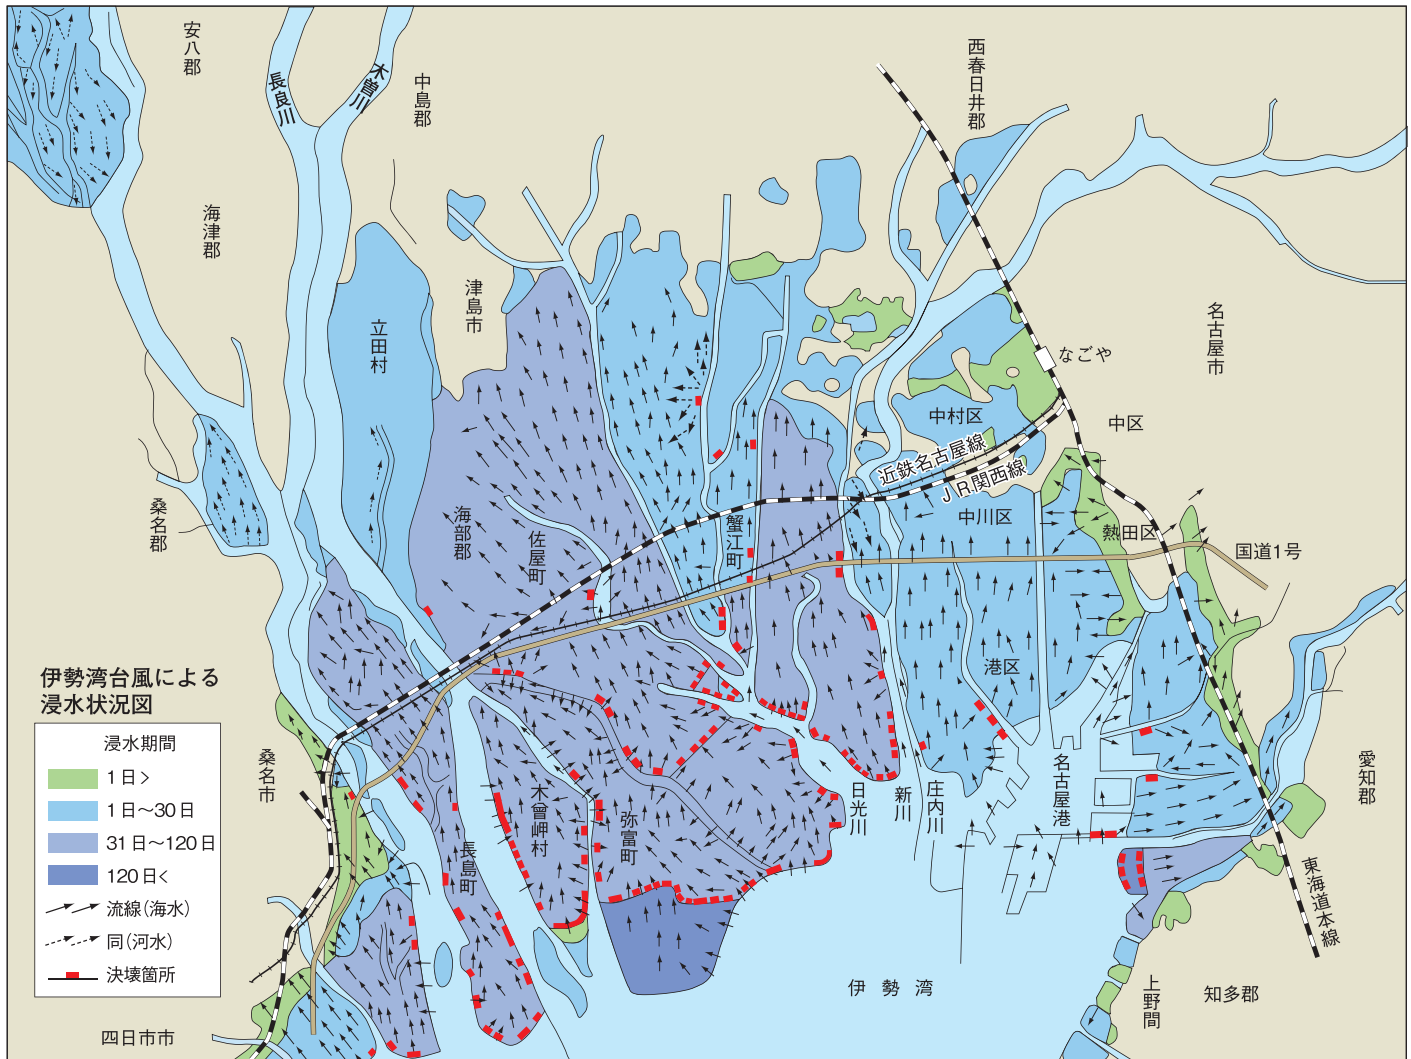 安八郡
長良川
木曽川
中島郡
西春日井郡
海津郡
津島市
立田村
名古屋市
なごや
中村区
中区
近鉄名古屋線
JR関西線
桑名郡
海部郡
佐屋町
蟹江町
中川区
熱田区
国道1号
港区
伊勢湾台風による
浸水状況図
浸水期間
1日>
1日〜30日
31日〜120日
120日<
流線(海水)
同(河水)
決壊箇所
桑名市
長島町
木曽岬村
弥富町
日光川
新川
庄内川
名古屋港
愛知郡
東海道本線
伊勢湾
上野間
知多郡
四日市市